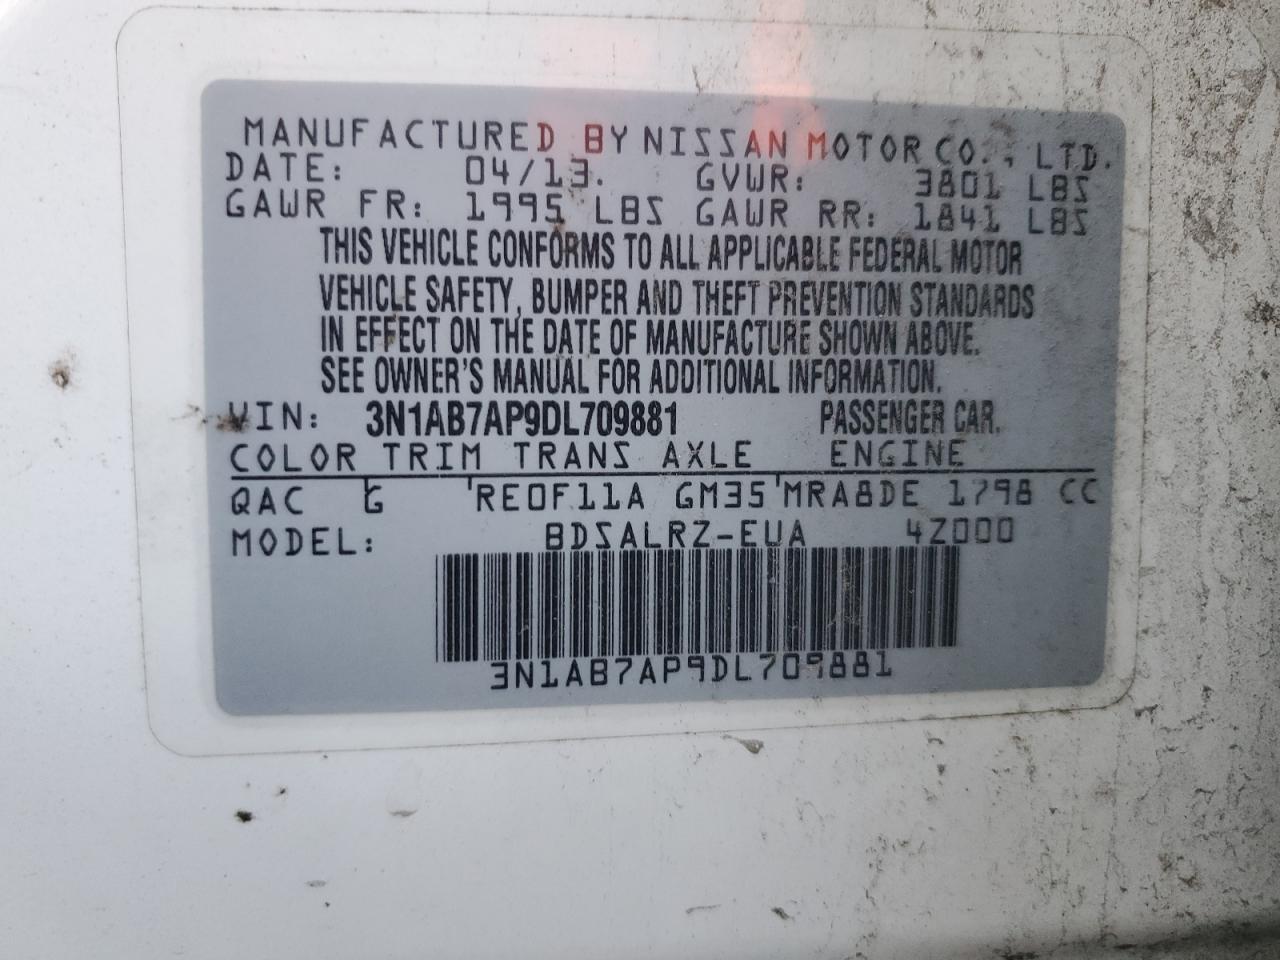 MANUFACTURED BY NISSAN MOTOR CO., LTD.
DATE: 04/13. GVWR: 3801 LBS
GAWR FR: 1995 LBS GAWR RR: 1841 LBS
THIS VEHICLE CONFORMS TO ALL APPLICABLE FEDERAL MOTOR
VEHICLE SAFETY, BUMPER AND THEFT PREVENTION STANDARDS
IN EFFECT ON THE DATE OF MANUFACTURE SHOWN ABOVE.
SEE OWNER'S MANUAL FOR ADDITIONAL INFORMATION.
VIN: 3N1AB7AP9DL709881 PASSENGER CAR.
COLOR TRIM TRANS AXLE ENGINE
QAC G RE0F11A GM35 MRA8DE 1798 CC
MODEL: BDSALRZ-EUA 4Z000
3N1AB7AP9DL709881